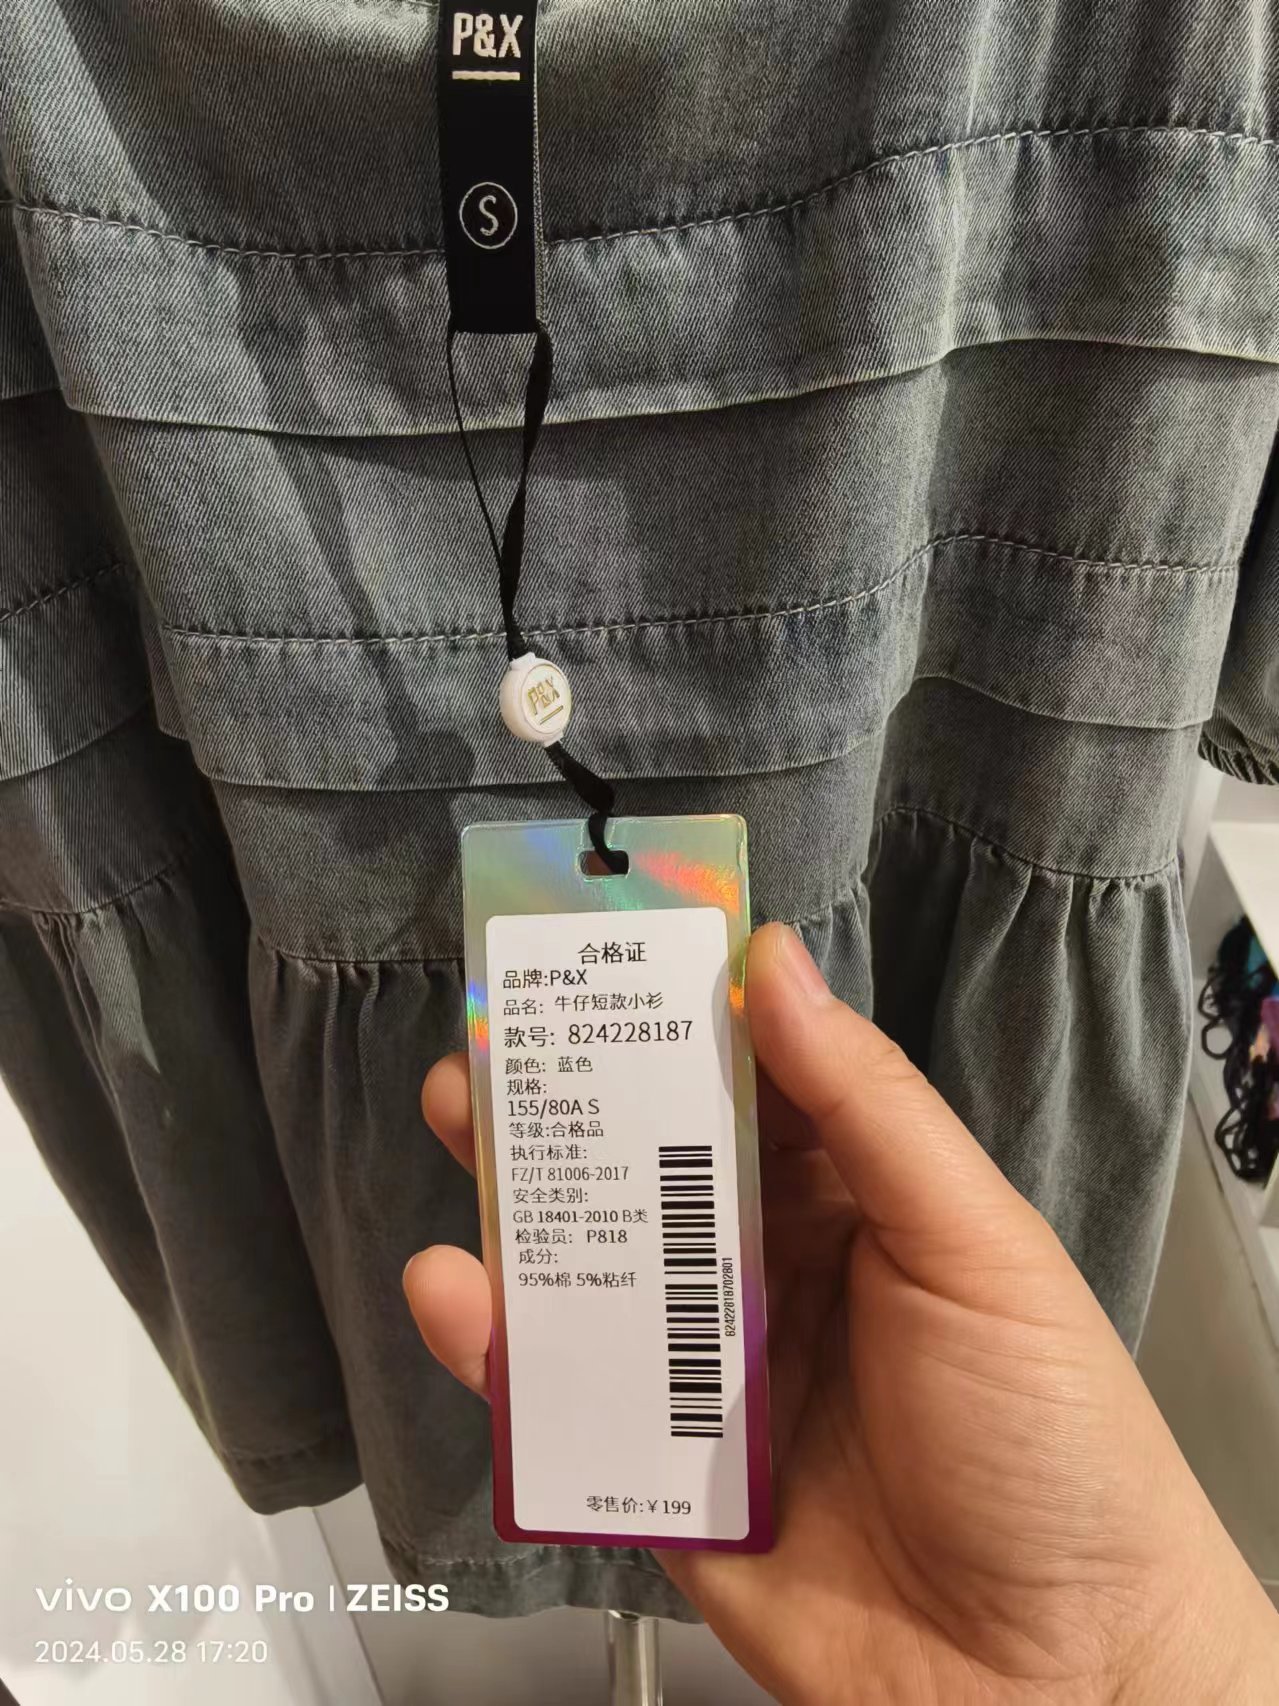 P&X
S
P&X
合格证
品牌:P&X
品名: 牛仔短款小衫
款号: 824228187
颜色: 蓝色
规格:
155/80A S
等级:合格品
执行标准:
FZ/T 81006-2017
安全类别:
GB 18401-2010 B类
检验员: P818
成分:
95%棉 5%粘纤
82422818702801
零售价:¥199
vivo X100 Pro | ZEISS
2024.05.28 17:20